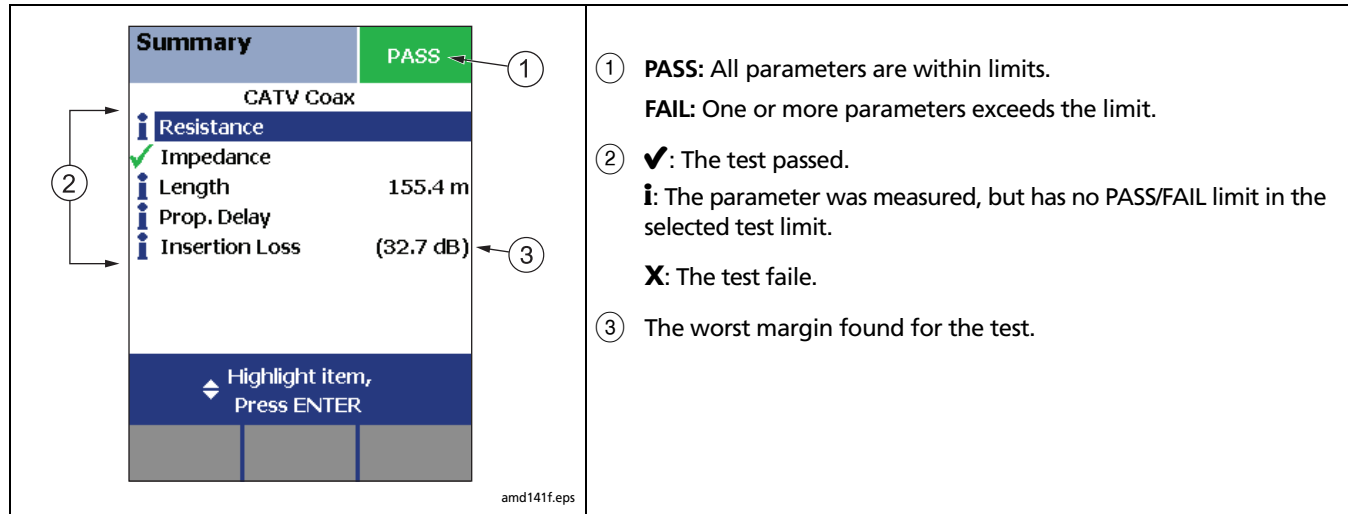 Summary
PASS
1
CATV Coax
i Resistance
✓ Impedance
i Length 155.4 m
i Prop. Delay
i Insertion Loss (32.7 dB)
2
3
Highlight item,
Press ENTER
amd141f.eps
1 PASS: All parameters are within limits.
FAIL: One or more parameters exceeds the limit.
2 ✔: The test passed.
i: The parameter was measured, but has no PASS/FAIL limit in the
selected test limit.
X: The test faile.
3 The worst margin found for the test.